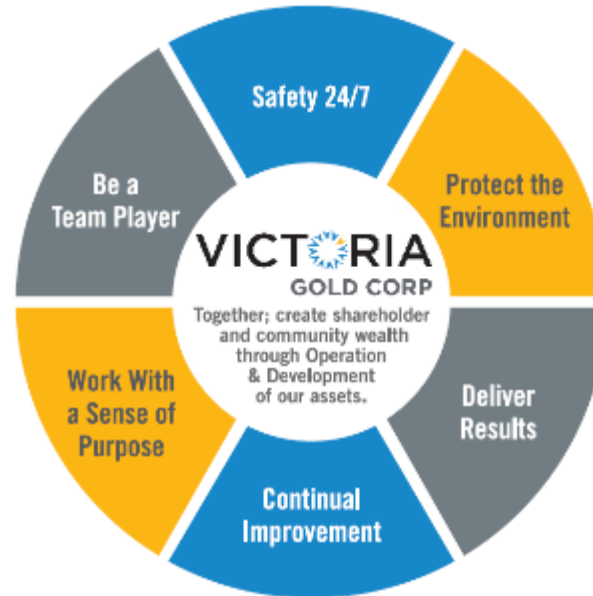 Safety 24/7
Protect the
Environment
Deliver
Results
Continual
Improvement
Work With
a Sense of
Purpose
Be a
Team Player
VICTORIA
GOLD CORP
Together; create shareholder
and community wealth
through Operation
& Development
of our assets.